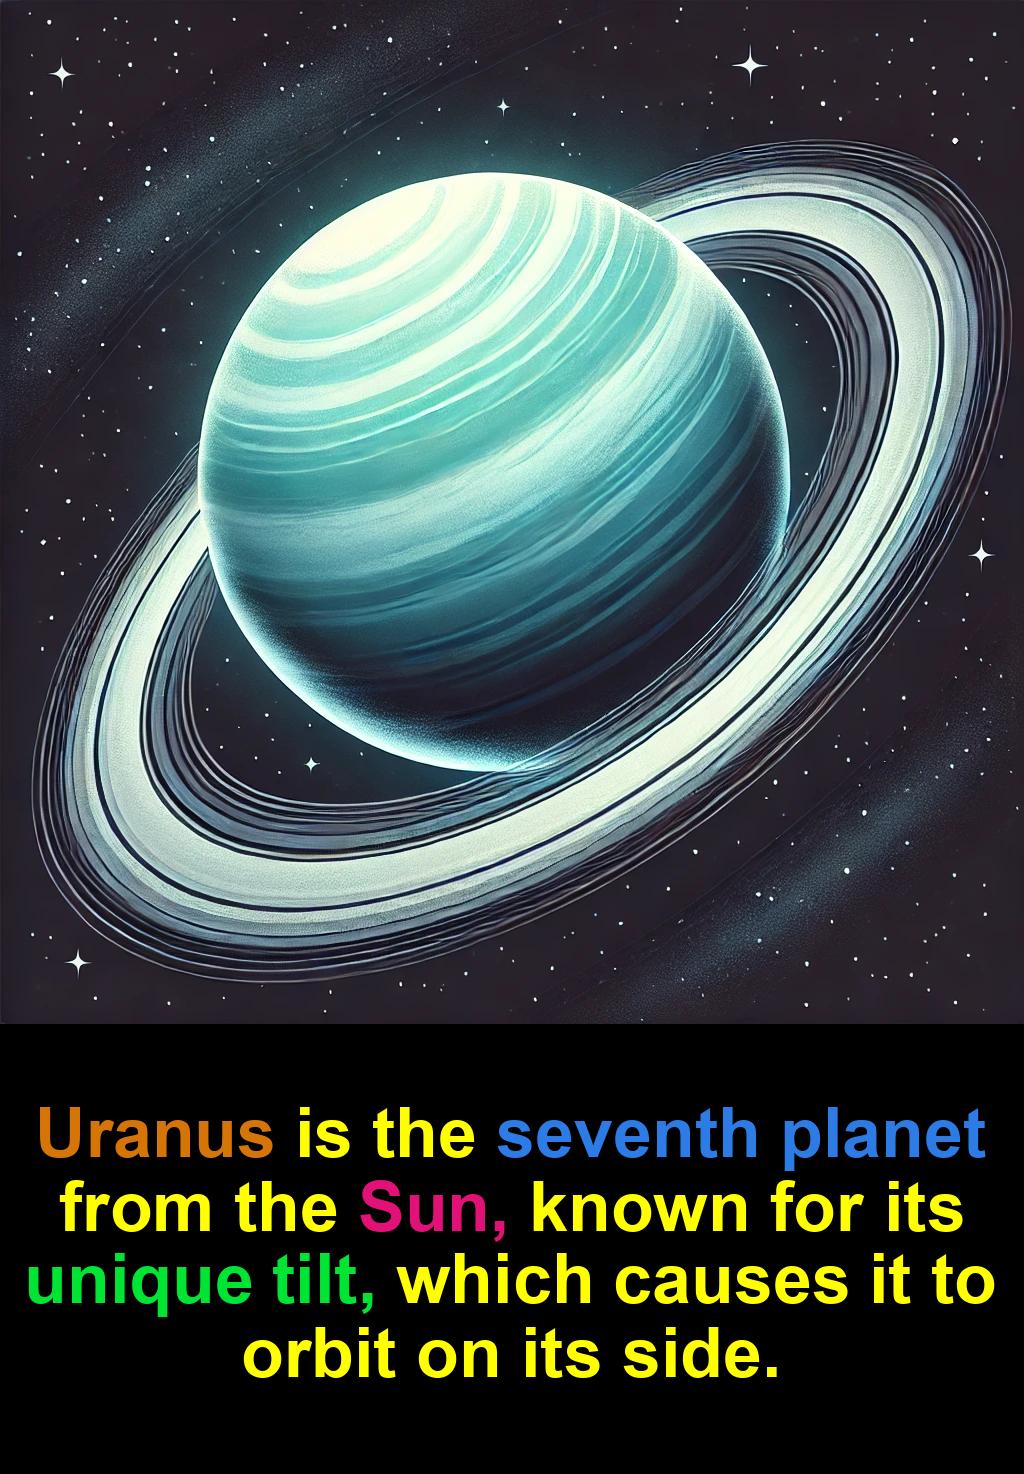 Uranus is the seventh planet
from the Sun, known for its
unique tilt, which causes it to
orbit on its side.